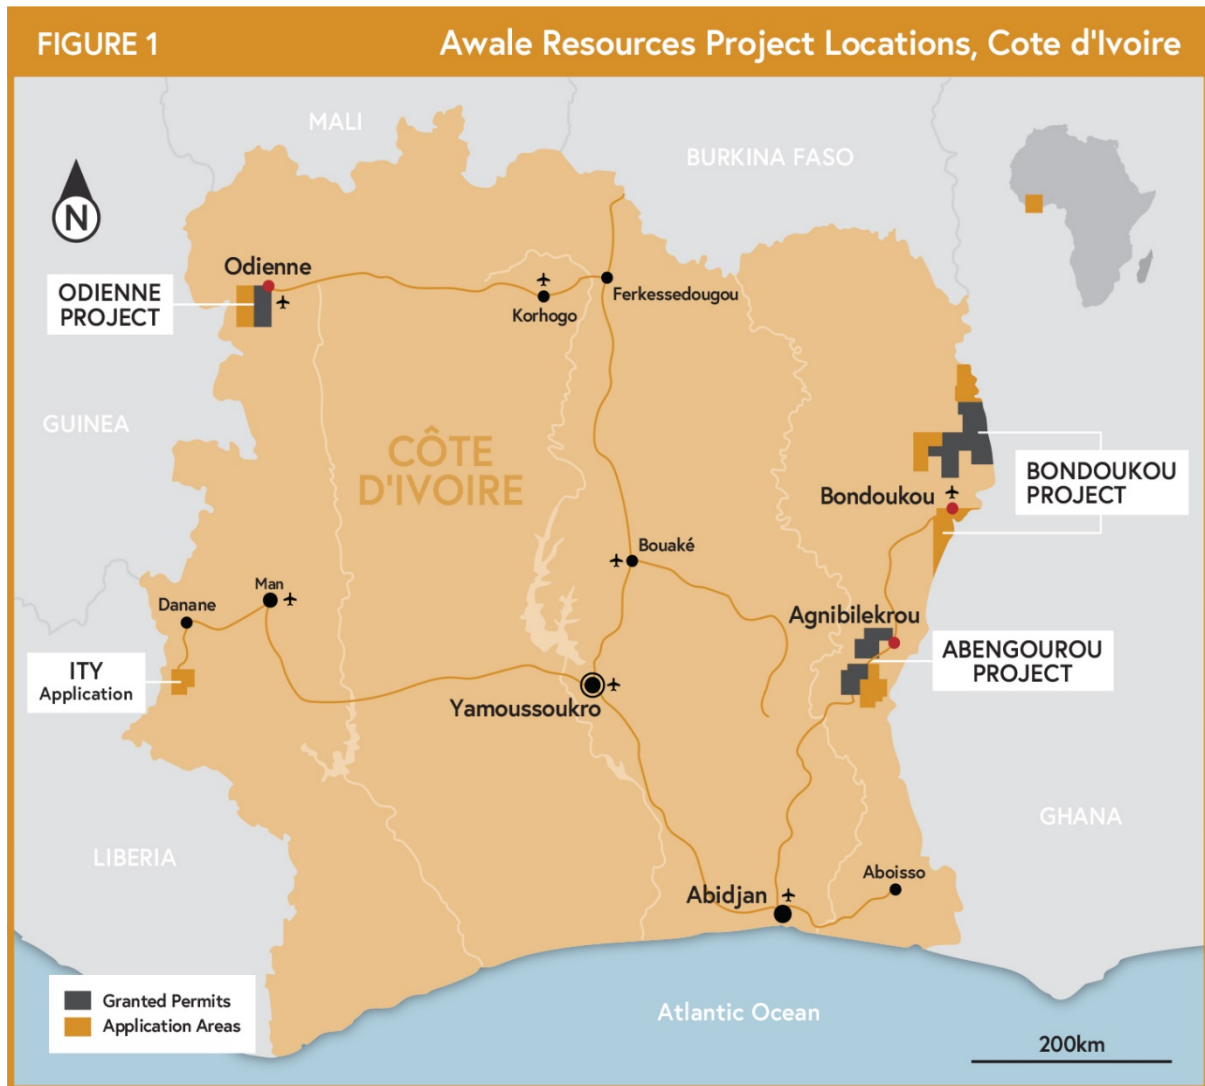 FIGURE 1
Awale Resources Project Locations, Cote d'Ivoire
MALI
BURKINA FASO
N
Odienne
ODIENNE
PROJECT
Korhogo
Ferkessedougou
GUINEA
CÔTE
D'IVOIRE
BONDOUKOU
PROJECT
Bondoukou
Bouaké
Man
Danane
Agnibilekrou
ABENGOUROU
PROJECT
ITY
Application
Yamoussoukro
GHANA
LIBERIA
Aboisso
Abidjan
Granted Permits
Application Areas
Atlantic Ocean
200km